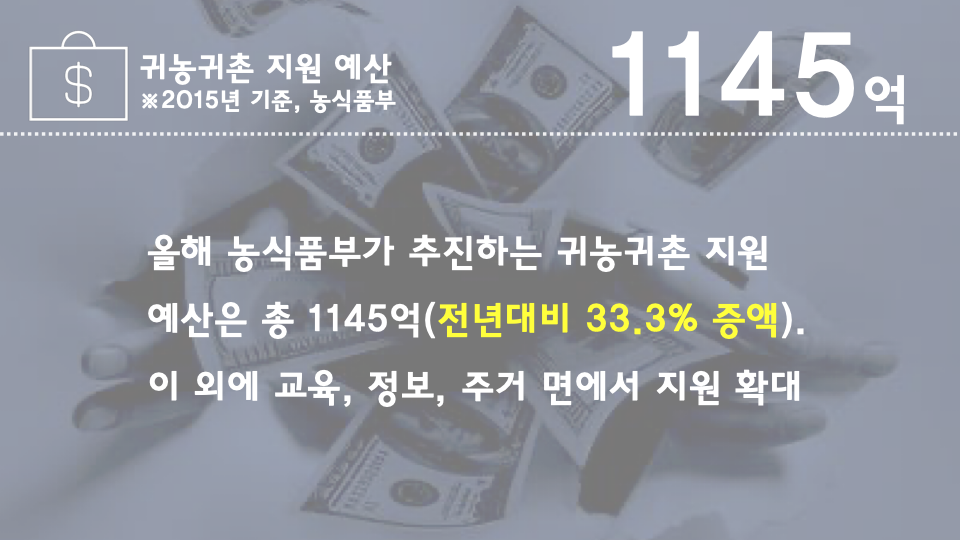 $
귀농귀촌 지원 예산
※2015년 기준, 농식품부
1145억
올해 농식품부가 추진하는 귀농귀촌 지원
예산은 총 1145억(전년대비 33.3% 증액).
이 외에 교육, 정보, 주거 면에서 지원 확대